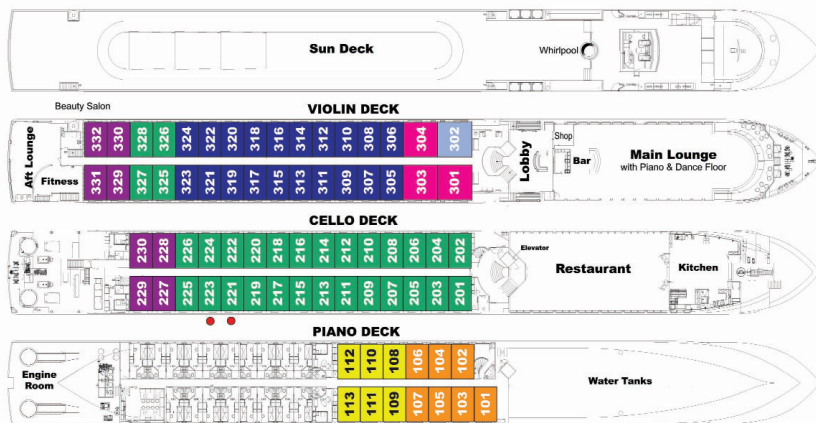 Sun Deck
Whirlpool
Beauty Salon
VIOLIN DECK
Aft Lounge
332 330 328 326 324 322 320 318 316 314 312 310 308 306 304 302
Fitness
331 329 327 325 323 321 319 317 315 313 311 309 307 305 303 301
Lobby
Shop
Bar
Main Lounge
with Piano & Dance Floor
CELLO DECK
230 228 226 224 222 220 218 216 214 212 210 208 206 204 202
229 227 225 223 221 219 217 215 213 211 209 207 205 203 201
Elevator
Restaurant
Kitchen
PIANO DECK
Engine
Room
112 110 108 106 104 102
113 111 109 107 105 103 101
Water Tanks